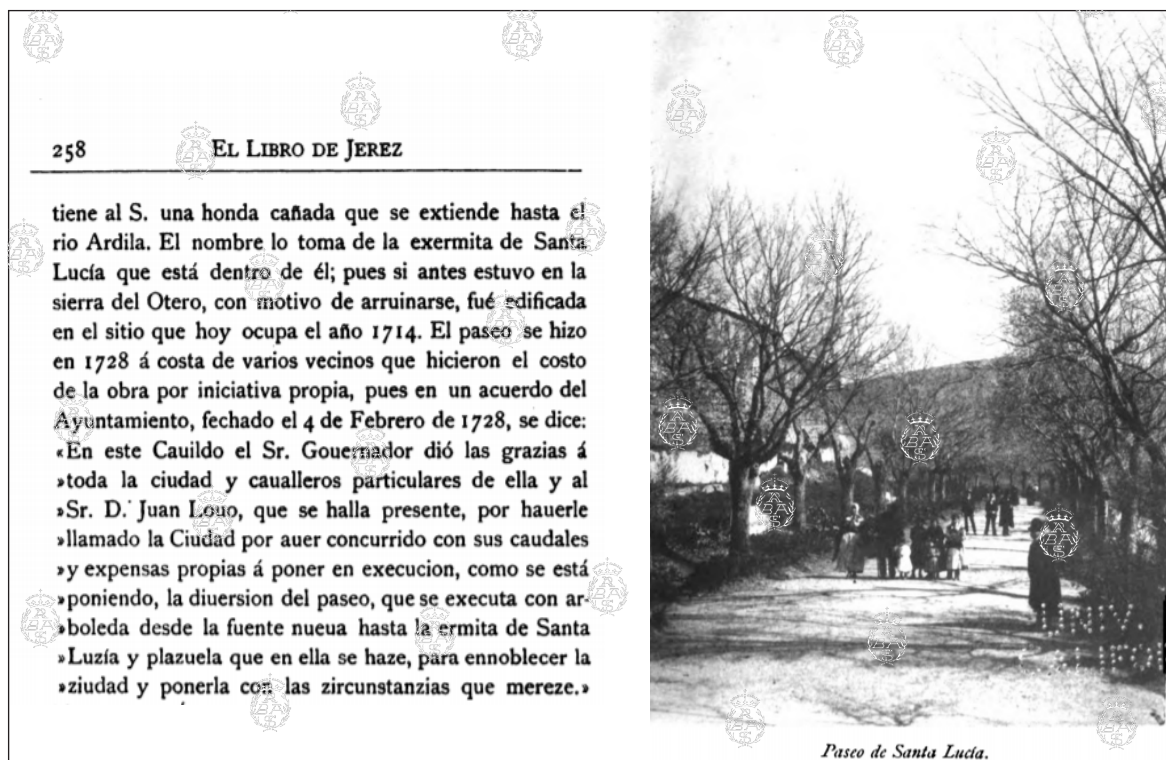 258 EL LIBRO DE JEREZ
tiene al S. una honda cañada que se extiende hasta el
rio Ardila. El nombre lo toma de la exermita de Santa
Lucía que está dentro de él; pues si antes estuvo en la
sierra del Otero, con motivo de arruinarse, fué edificada
en el sitio que hoy ocupa el año 1714. El paseo se hizo
en 1728 á costa de varios vecinos que hicieron el costo
de la obra por iniciativa propia, pues en un acuerdo del
Ayuntamiento, fechado el 4 de Febrero de 1728, se dice:
«En este Cauildo el Sr. Gouernador dió las grazias á
»toda la ciudad y caualleros particulares de ella y al
»Sr. D. Juan Louo, que se halla presente, por hauerle
»llamado la Ciudad por auer concurrido con sus caudales
»y expensas propias á poner en execucion, como se está
»poniendo, la diuersion del paseo, que se executa con ar-
»boleda desde la fuente nueua hasta la ermita de Santa
»Luzía y plazuela que en ella se haze, para ennoblecer la
»ziudad y ponerla con las zircunstanzias que mereze.»
Paseo de Santa Lucía.